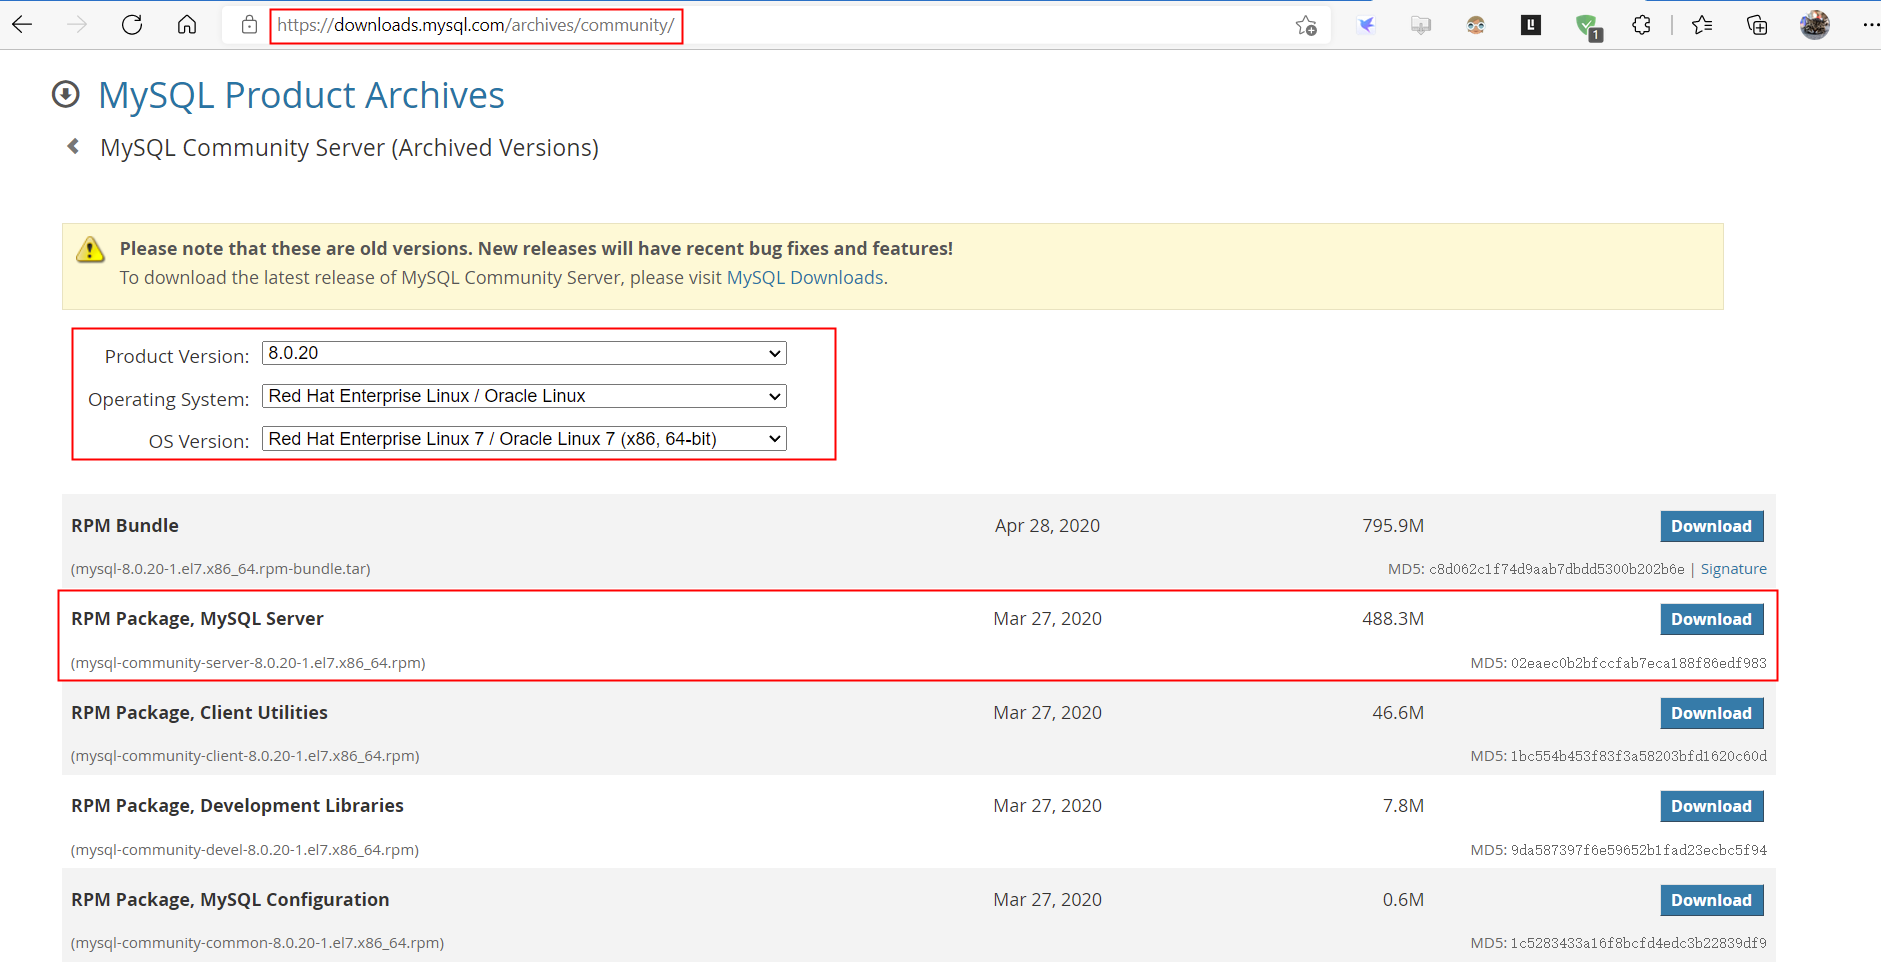 https://downloads.mysql.com/archives/community/
1
MySQL Product Archives
MySQL Community Server (Archived Versions)
Please note that these are old versions. New releases will have recent bug fixes and features!
To download the latest release of MySQL Community Server, please visit MySQL Downloads.
Product Version: 8.0.20
Operating System: Red Hat Enterprise Linux / Oracle Linux
OS Version: Red Hat Enterprise Linux 7 / Oracle Linux 7 (x86, 64-bit)
RPM Bundle Apr 28, 2020 795.9M Download
(mysql-8.0.20-1.el7.x86_64.rpm-bundle.tar) MD5: c8d062c1f74d9aab7dbdd5300b202b6e | Signature
RPM Package, MySQL Server Mar 27, 2020 488.3M Download
(mysql-community-server-8.0.20-1.el7.x86_64.rpm) MD5: 02eaec0b2bfccfab7eca188f86edf983
RPM Package, Client Utilities Mar 27, 2020 46.6M Download
(mysql-community-client-8.0.20-1.el7.x86_64.rpm) MD5: 1bc554b453f83f3a58203bfd1620c60d
RPM Package, Development Libraries Mar 27, 2020 7.8M Download
(mysql-community-devel-8.0.20-1.el7.x86_64.rpm) MD5: 9da587397f6e59652b1fad23ecbc5f94
RPM Package, MySQL Configuration Mar 27, 2020 0.6M Download
(mysql-community-common-8.0.20-1.el7.x86_64.rpm) MD5: 1c5283433a16f8bcfd4edc3b22839df9